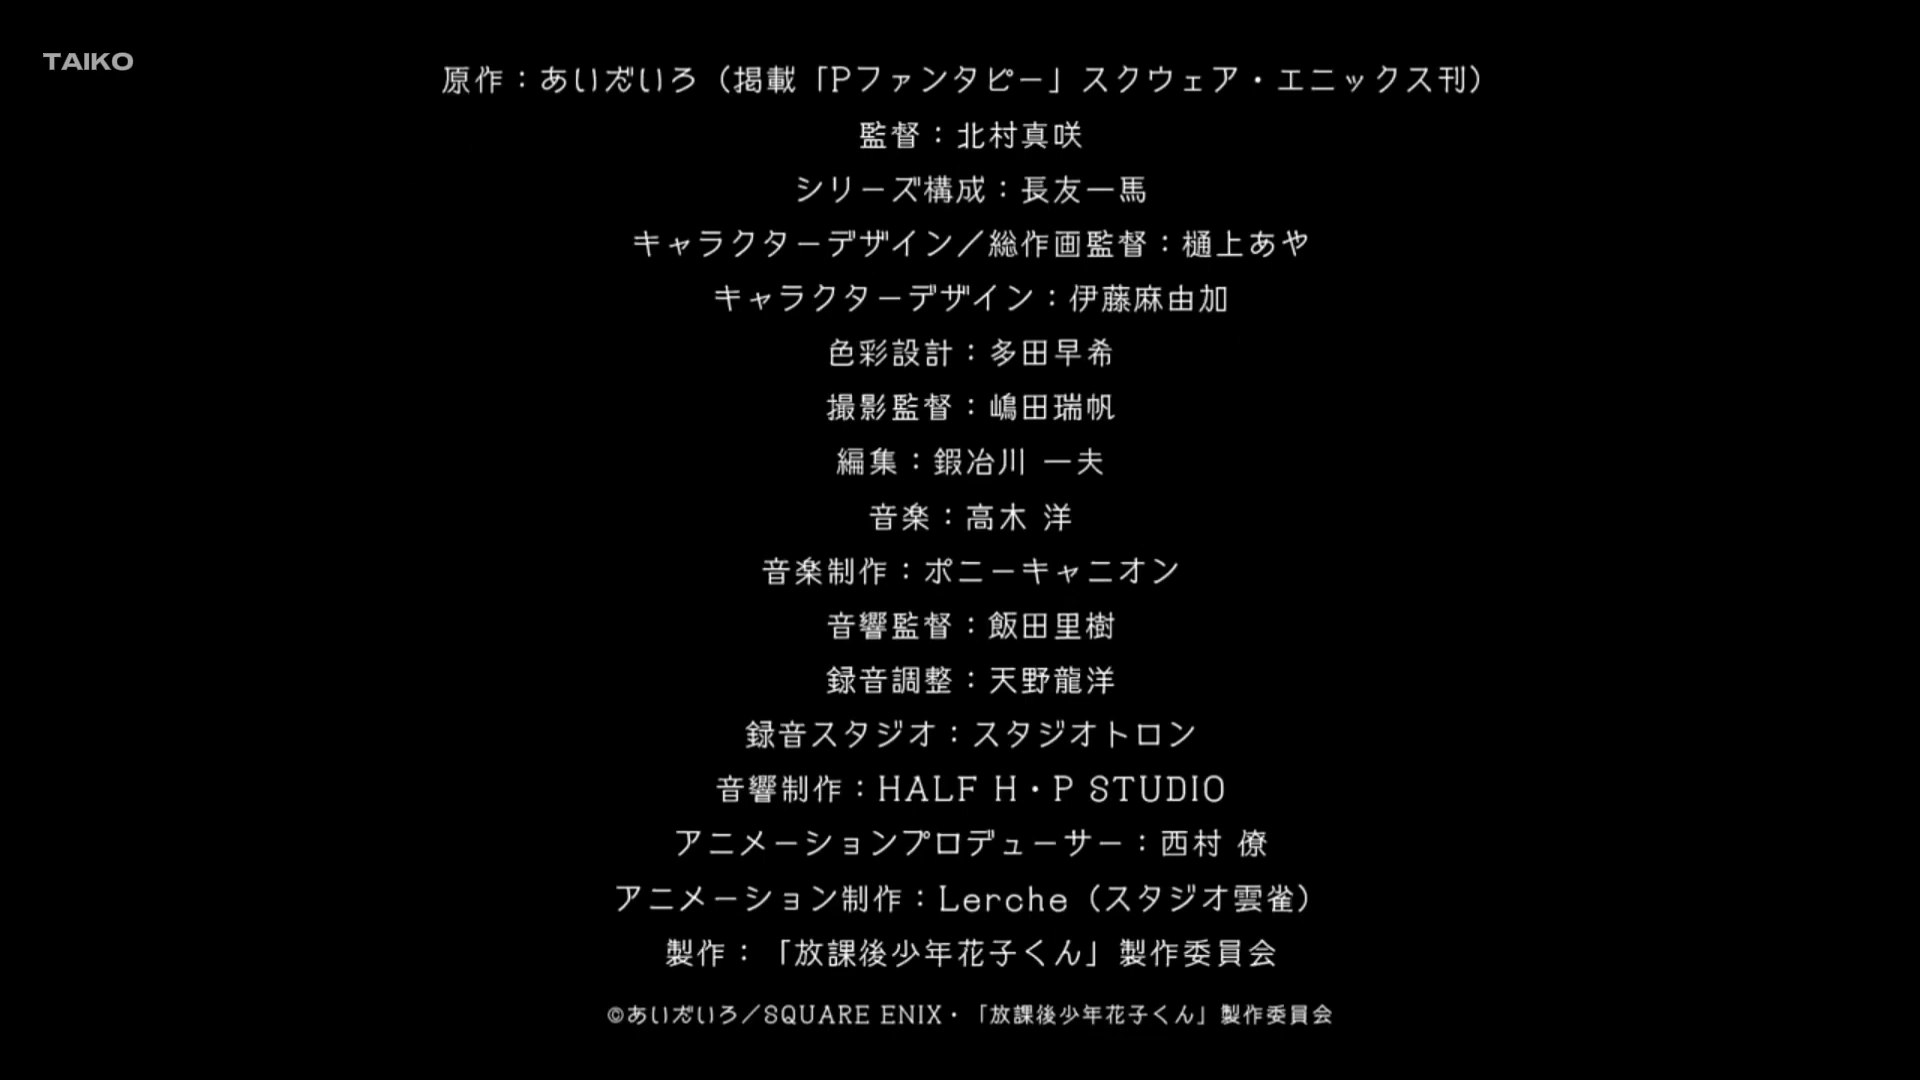 TAIKO
原作：あいだいろ（掲載「Pファンタピー」スクウェア・エニックス刊）
監督：北村真咲
シリーズ構成：長友一馬
キャラクターデザイン／総作画監督：樋上あや
キャラクターデザイン：伊藤麻由加
色彩設計：多田早希
撮影監督：嶋田瑞帆
編集：鍜冶川 一夫
音楽：高木 洋
音楽制作：ポニーキャニオン
音響監督：飯田里樹
録音調整：天野龍洋
録音スタジオ：スタジオトロン
音響制作：HALF H・P STUDIO
アニメーションプロデューサー：西村 僚
アニメーション制作：Lerche（スタジオ雲雀）
製作：「放課後少年花子くん」製作委員会
©あいだいろ／SQUARE ENIX・「放課後少年花子くん」製作委員会